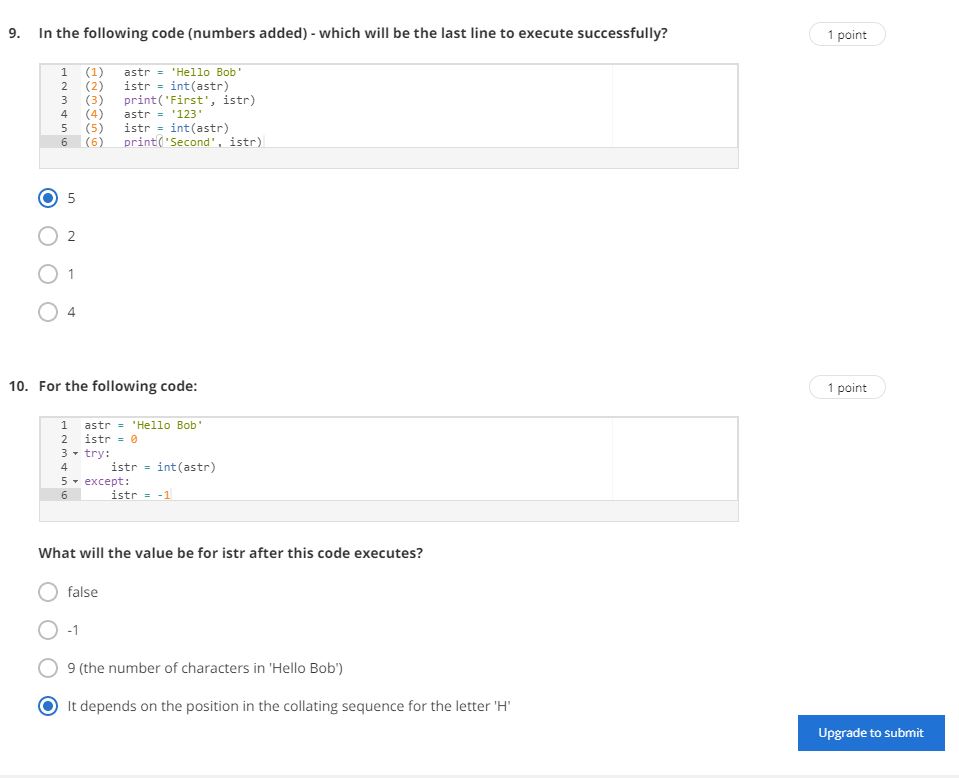 9. In the following code (numbers added) - which will be the last line to execute successfully?
1 point
1 (1) astr = 'Hello Bob'
2 (2) istr = int(astr)
3 (3) print('First', istr)
4 (4) astr = '123'
5 (5) istr = int(astr)
6 (6) print('Second', istr)
5
2
1
4
10. For the following code:
1 point
1 astr = 'Hello Bob'
2 istr = 0
3 try:
4 istr = int(astr)
5 except:
6 istr = -1
What will the value be for istr after this code executes?
false
-1
9 (the number of characters in 'Hello Bob')
It depends on the position in the collating sequence for the letter 'H'
Upgrade to submit